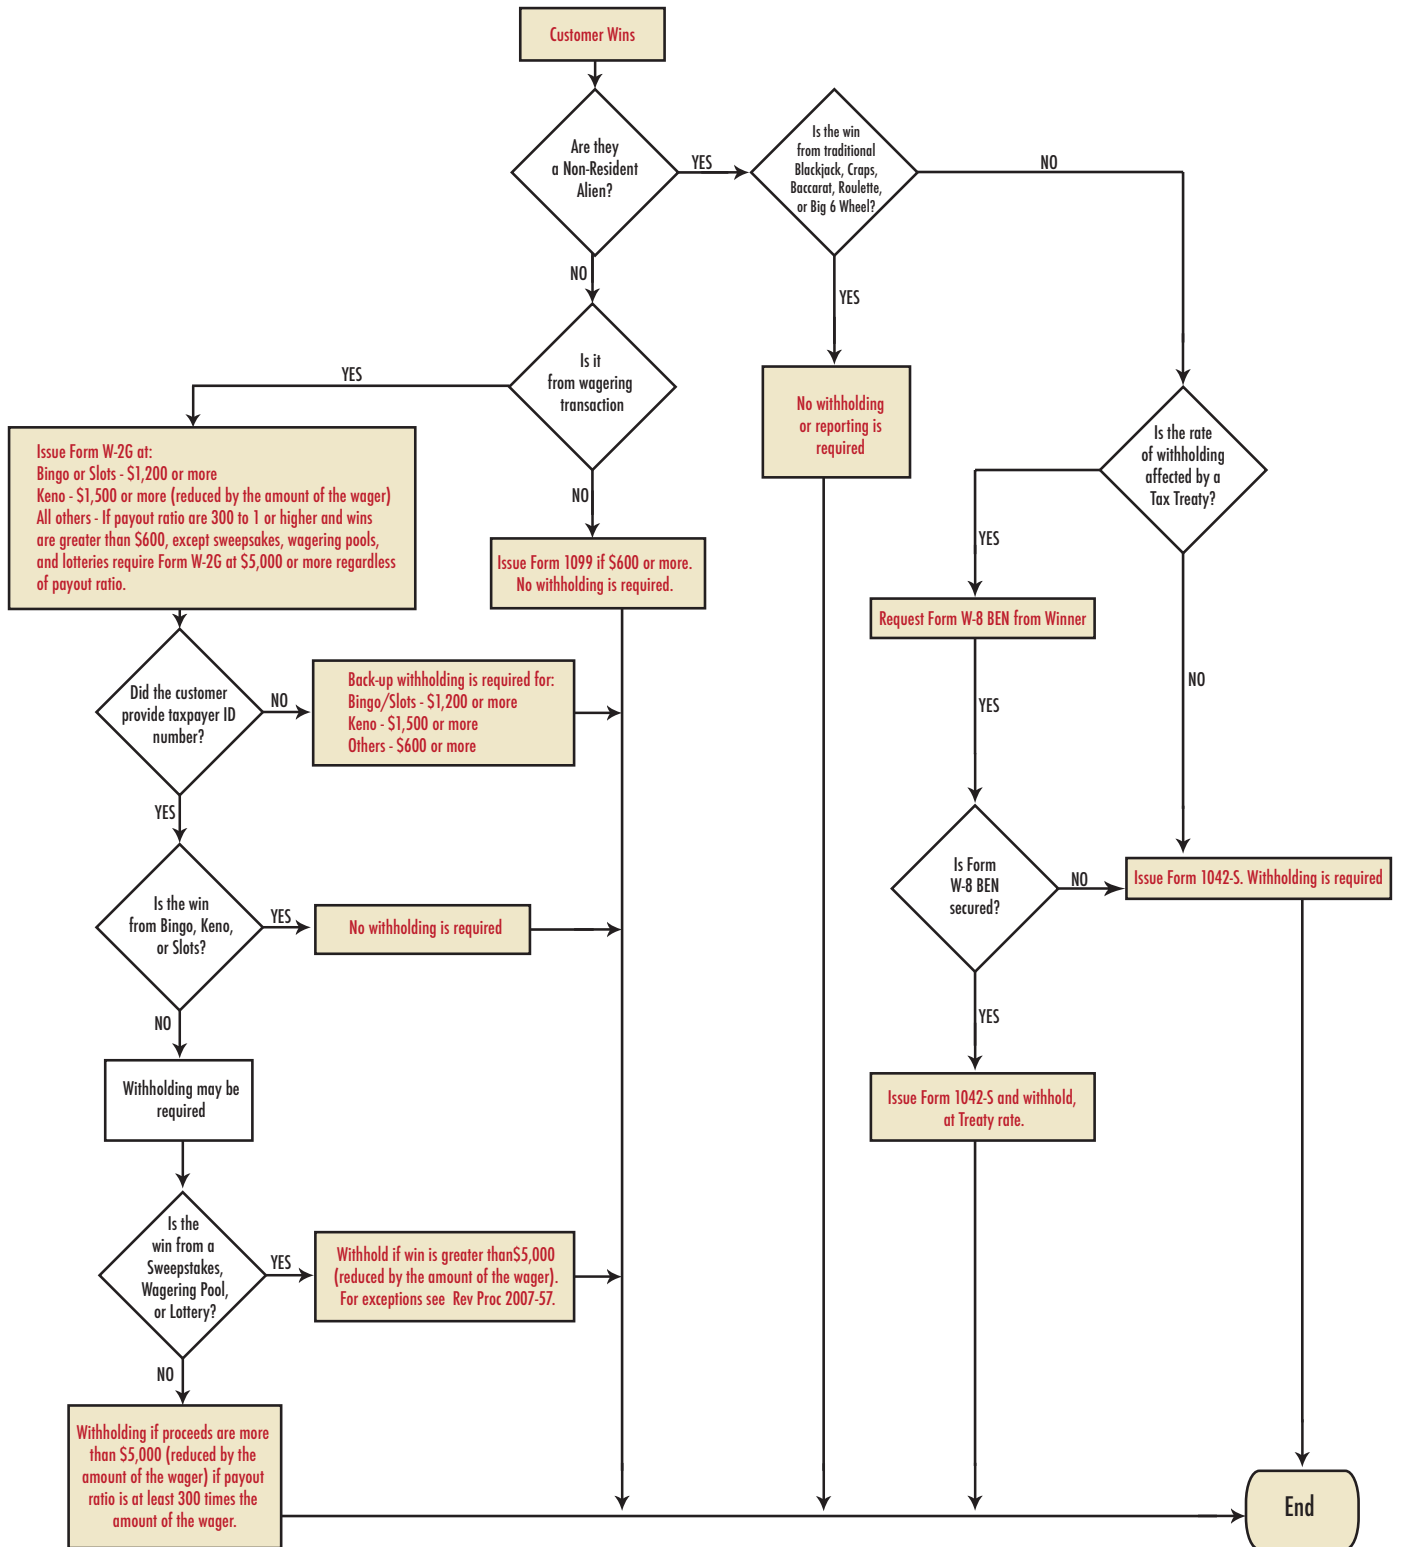 Customer Wins
Are they
a Non-Resident
Alien?
YES
Is the win
from traditional
Blackjack, Craps,
Baccarat, Roulette,
or Big 6 Wheel?
NO
NO
YES
Is it
from wagering
transaction
YES
No withholding
or reporting is
required
Is the rate
of withholding
affected by a
Tax Treaty?
Issue Form W-2G at:
Bingo or Slots - $1,200 or more
Keno - $1,500 or more (reduced by the amount of the wager)
All others - If payout ratio are 300 to 1 or higher and wins
are greater than $600, except sweepsakes, wagering pools,
and lotteries require Form W-2G at $5,000 or more regardless
of payout ratio.
NO
Issue Form 1099 if $600 or more.
No withholding is required.
YES
Request Form W-8 BEN from Winner
NO
YES
Did the customer
provide taxpayer ID
number?
NO
Back-up withholding is required for:
Bingo/Slots - $1,200 or more
Keno - $1,500 or more
Others - $600 or more
YES
Is Form
W-8 BEN
secured?
NO
Issue Form 1042-S. Withholding is required
Is the win
from Bingo, Keno,
or Slots?
YES
No withholding is required
NO
YES
Withholding may be
required
Issue Form 1042-S and withhold,
at Treaty rate.
Is the
win from a
Sweepstakes,
Wagering Pool,
or Lottery?
YES
Withhold if win is greater than$5,000
(reduced by the amount of the wager).
For exceptions see Rev Proc 2007-57.
NO
Withholding if proceeds are more
than $5,000 (reduced by the
amount of the wager) if payout
ratio is at least 300 times the
amount of the wager.
End